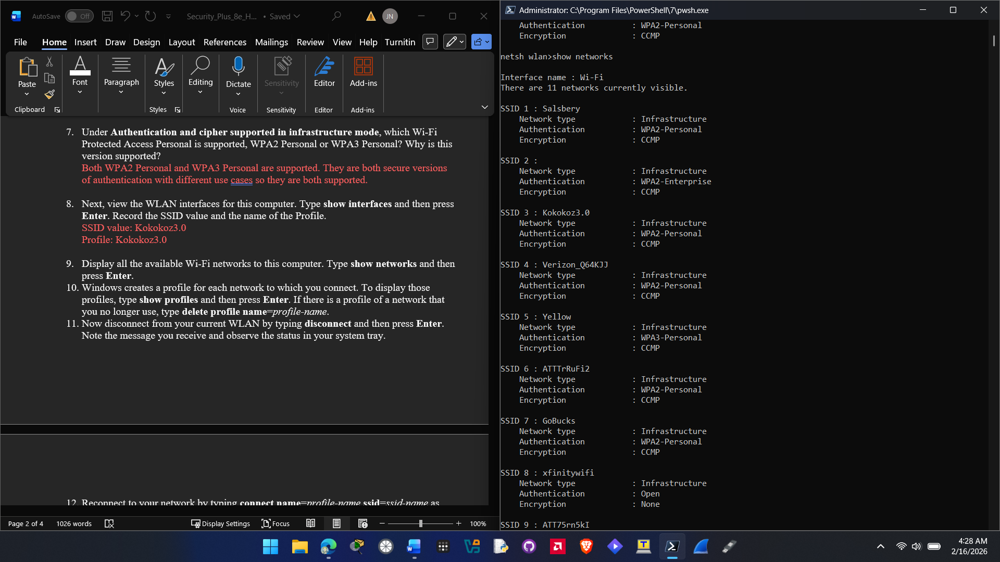 AutoSave Off Security_Plus_8e_H... • Saved JN
File Home Insert Draw Design Layout References Mailings Review View Help Turnitin
Paste Font Paragraph Styles Editing Dictate Sensitivity Editor Add-ins
Clipboard Styles Voice Sensitivity Editor Add-ins
7. Under Authentication and cipher supported in infrastructure mode, which Wi-Fi
Protected Access Personal is supported, WPA2 Personal or WPA3 Personal? Why is this
version supported?
Both WPA2 Personal and WPA3 Personal are supported. They are both secure versions
of authentication with different use cases so they are both supported.
8. Next, view the WLAN interfaces for this computer. Type show interfaces and then press
Enter. Record the SSID value and the name of the Profile.
SSID value: Kokokoz3.0
Profile: Kokokoz3.0
9. Display all the available Wi-Fi networks to this computer. Type show networks and then
press Enter.
10. Windows creates a profile for each network to which you connect. To display those
profiles, type show profiles and then press Enter. If there is a profile of a network that
you no longer use, type delete profile name=profile-name.
11. Now disconnect from your current WLAN by typing disconnect and then press Enter.
Note the message you receive and observe the status in your system tray.
12. Reconnect to your network by typing connect name=profile-name ssid=ssid-name as
Page 2 of 4 1026 words Display Settings Focus 100%
Administrator: C:\Program Files\PowerShell\7\pwsh.exe
Authentication : WPA2-Personal
Encryption : CCMP
netsh wlan>show networks
Interface name : Wi-Fi
There are 11 networks currently visible.
SSID 1 : Salsbery
Network type : Infrastructure
Authentication : WPA2-Personal
Encryption : CCMP
SSID 2 :
Network type : Infrastructure
Authentication : WPA2-Enterprise
Encryption : CCMP
SSID 3 : Kokokoz3.0
Network type : Infrastructure
Authentication : WPA2-Personal
Encryption : CCMP
SSID 4 : Verizon_Q64KJJ
Network type : Infrastructure
Authentication : WPA2-Personal
Encryption : CCMP
SSID 5 : Yellow
Network type : Infrastructure
Authentication : WPA3-Personal
Encryption : CCMP
SSID 6 : ATTTrRuFi2
Network type : Infrastructure
Authentication : WPA2-Personal
Encryption : CCMP
SSID 7 : GoBucks
Network type : Infrastructure
Authentication : WPA2-Personal
Encryption : CCMP
SSID 8 : xfinitywifi
Network type : Infrastructure
Authentication : Open
Encryption : None
SSID 9 : ATT75rn5kI
4:28 AM
2/16/2026